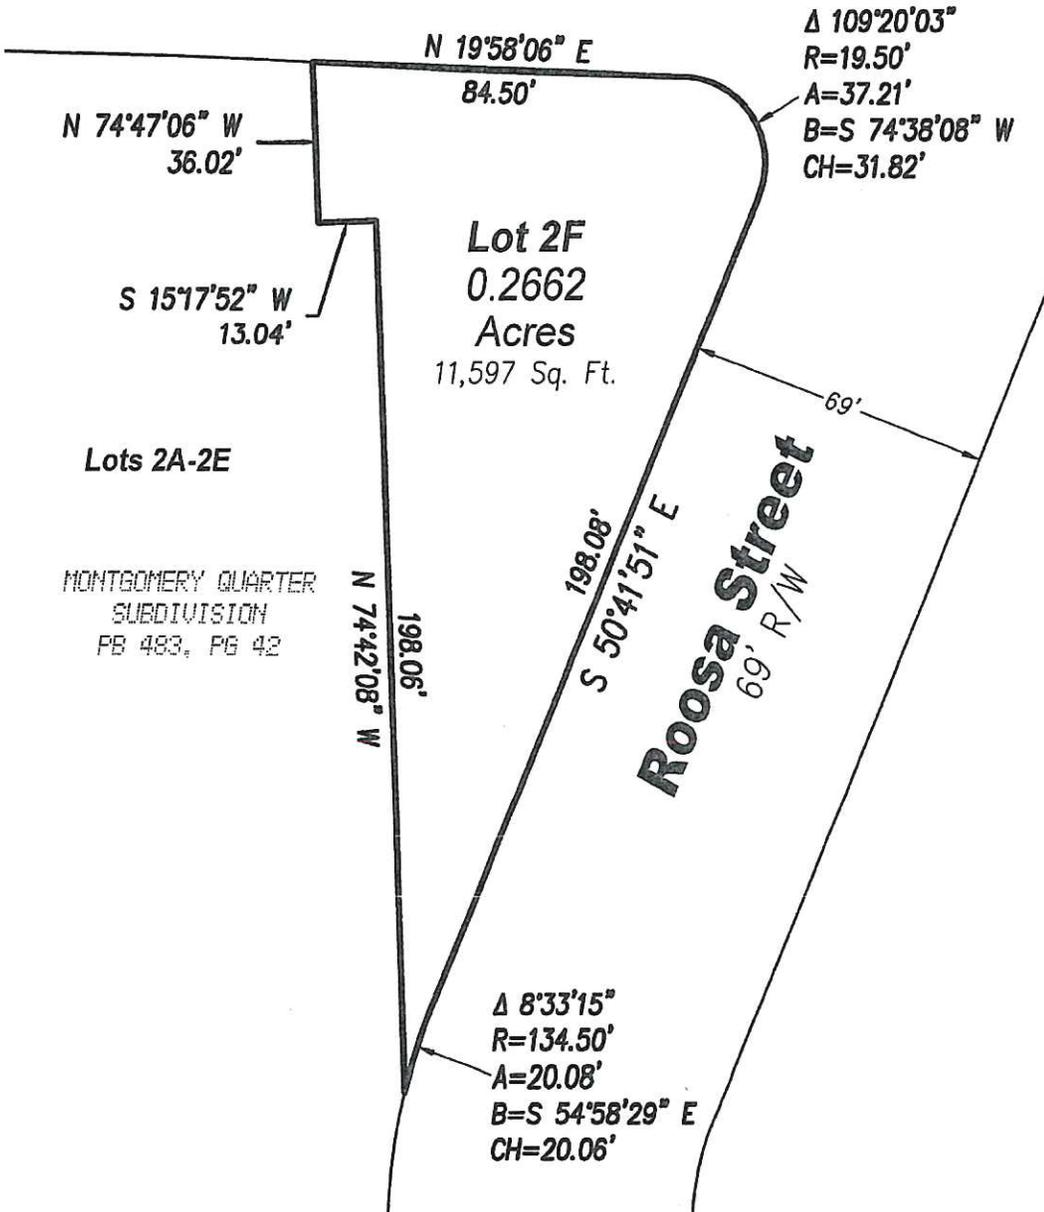 N 19°58'06" E
84.50'
Δ 109°20'03"
R=19.50'
A=37.21'
B=S 74°38'08" W
CH=31.82'
N 74°47'06" W
36.02'
S 15°17'52" W
13.04'
Lot 2F
0.2662
Acres
11,597 Sq. Ft.
69'
Lots 2A-2E
MONTGOMERY QUARTER
SUBDIVISION
PB 483, PG 42
N 74°42'08" W
198.06'
198.08'
S 50°41'51" E
Roosa Street
69' R/W
Δ 8°33'15"
R=134.50'
A=20.08'
B=S 54°58'29" E
CH=20.06'